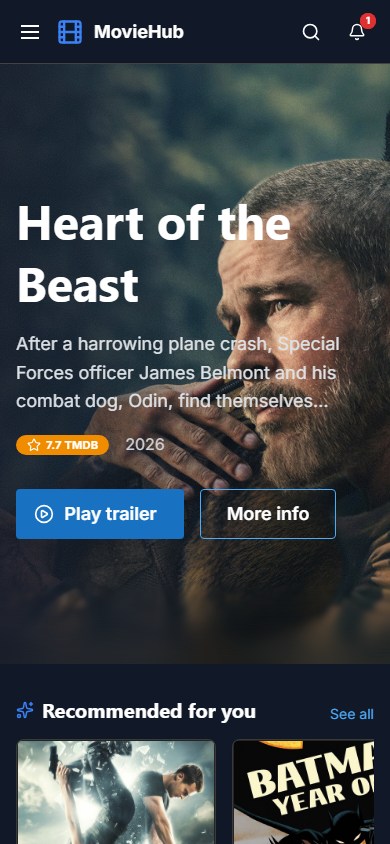 MovieHub
1
Heart of the
Beast
After a harrowing plane crash, Special
Forces officer James Belmont and his
combat dog, Odin, find themselves...
7.7 TMDB 2026
Play trailer More info
Recommended for you See all
BATMA
YEAR O